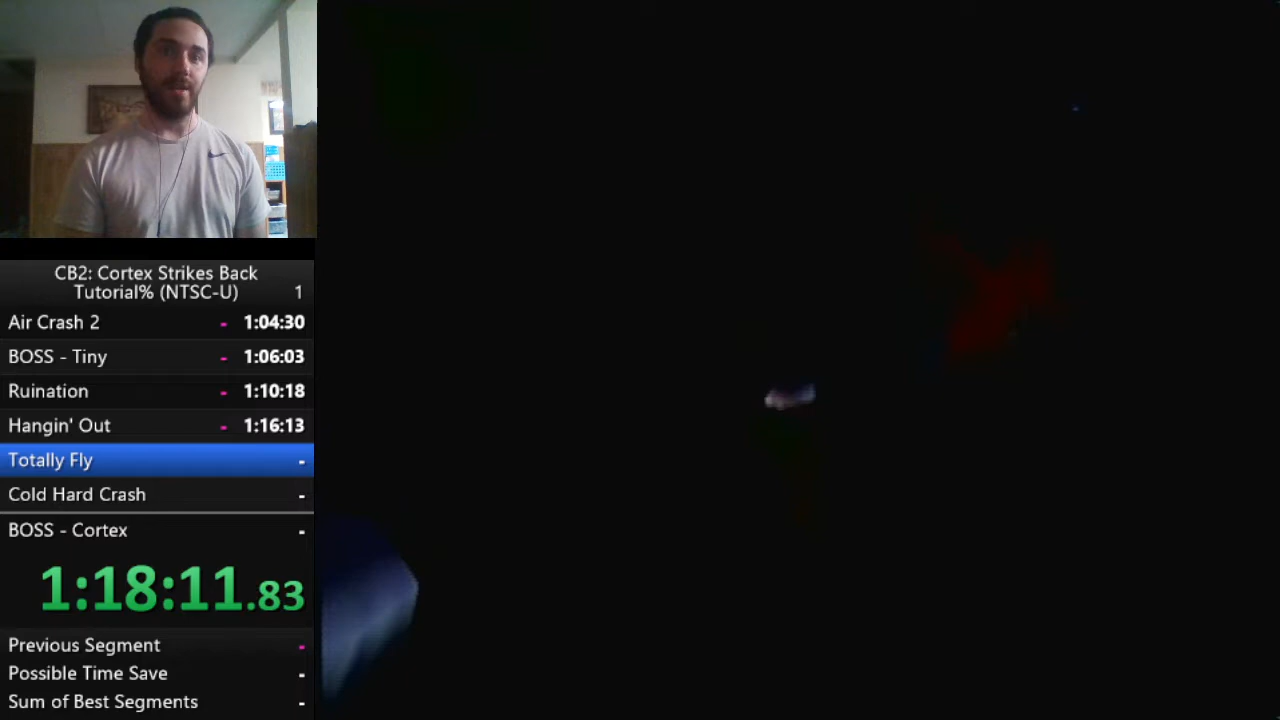 CB2: Cortex Strikes Back
Tutorial% (NTSC-U) 1
Air Crash 2 - 1:04:30
BOSS - Tiny - 1:06:03
Ruination - 1:10:18
Hangin' Out - 1:16:13
Totally Fly -
Cold Hard Crash -
BOSS - Cortex -
1:18:11.83
Previous Segment -
Possible Time Save -
Sum of Best Segments -